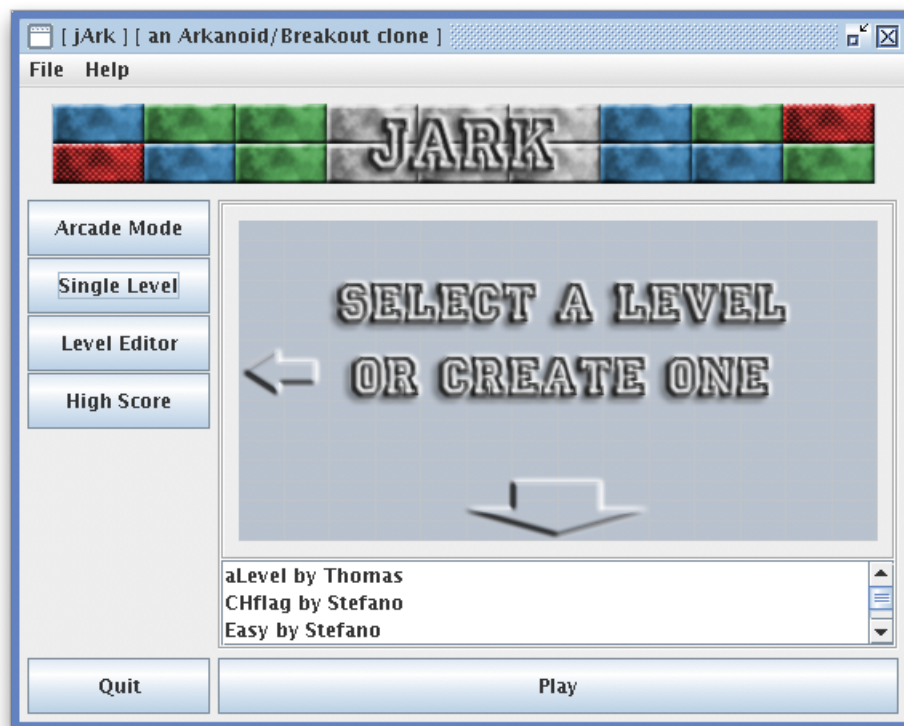 [ jArk ] [ an Arkanoid/Breakout clone ]
File Help
JARK
Arcade Mode
Single Level
Level Editor
High Score
SELECT A LEVEL
OR CREATE ONE
aLevel by Thomas
CHflag by Stefano
Easy by Stefano
Quit
Play